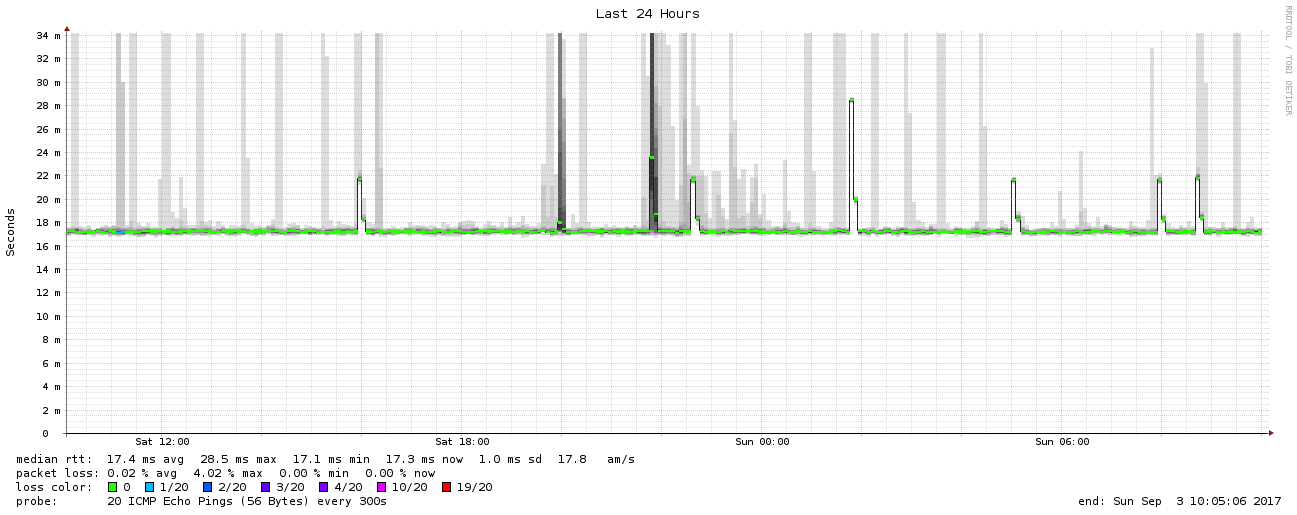 Last 24 Hours
RRDTOOL / TOBI OETIKER
Seconds
34 m
32 m
30 m
28 m
26 m
24 m
22 m
20 m
18 m
16 m
14 m
12 m
10 m
8 m
6 m
4 m
2 m
0
Sat 12:00 Sat 18:00 Sun 00:00 Sun 06:00
median rtt: 17.4 ms avg 28.5 ms max 17.1 ms min 17.3 ms now 1.0 ms sd 17.8 am/s
packet loss: 0.02 % avg 4.02 % max 0.00 % min 0.00 % now
loss color: 0 1/20 2/20 3/20 4/20 10/20 19/20
probe: 20 ICMP Echo Pings (56 Bytes) every 300s end: Sun Sep 3 10:05:06 2017